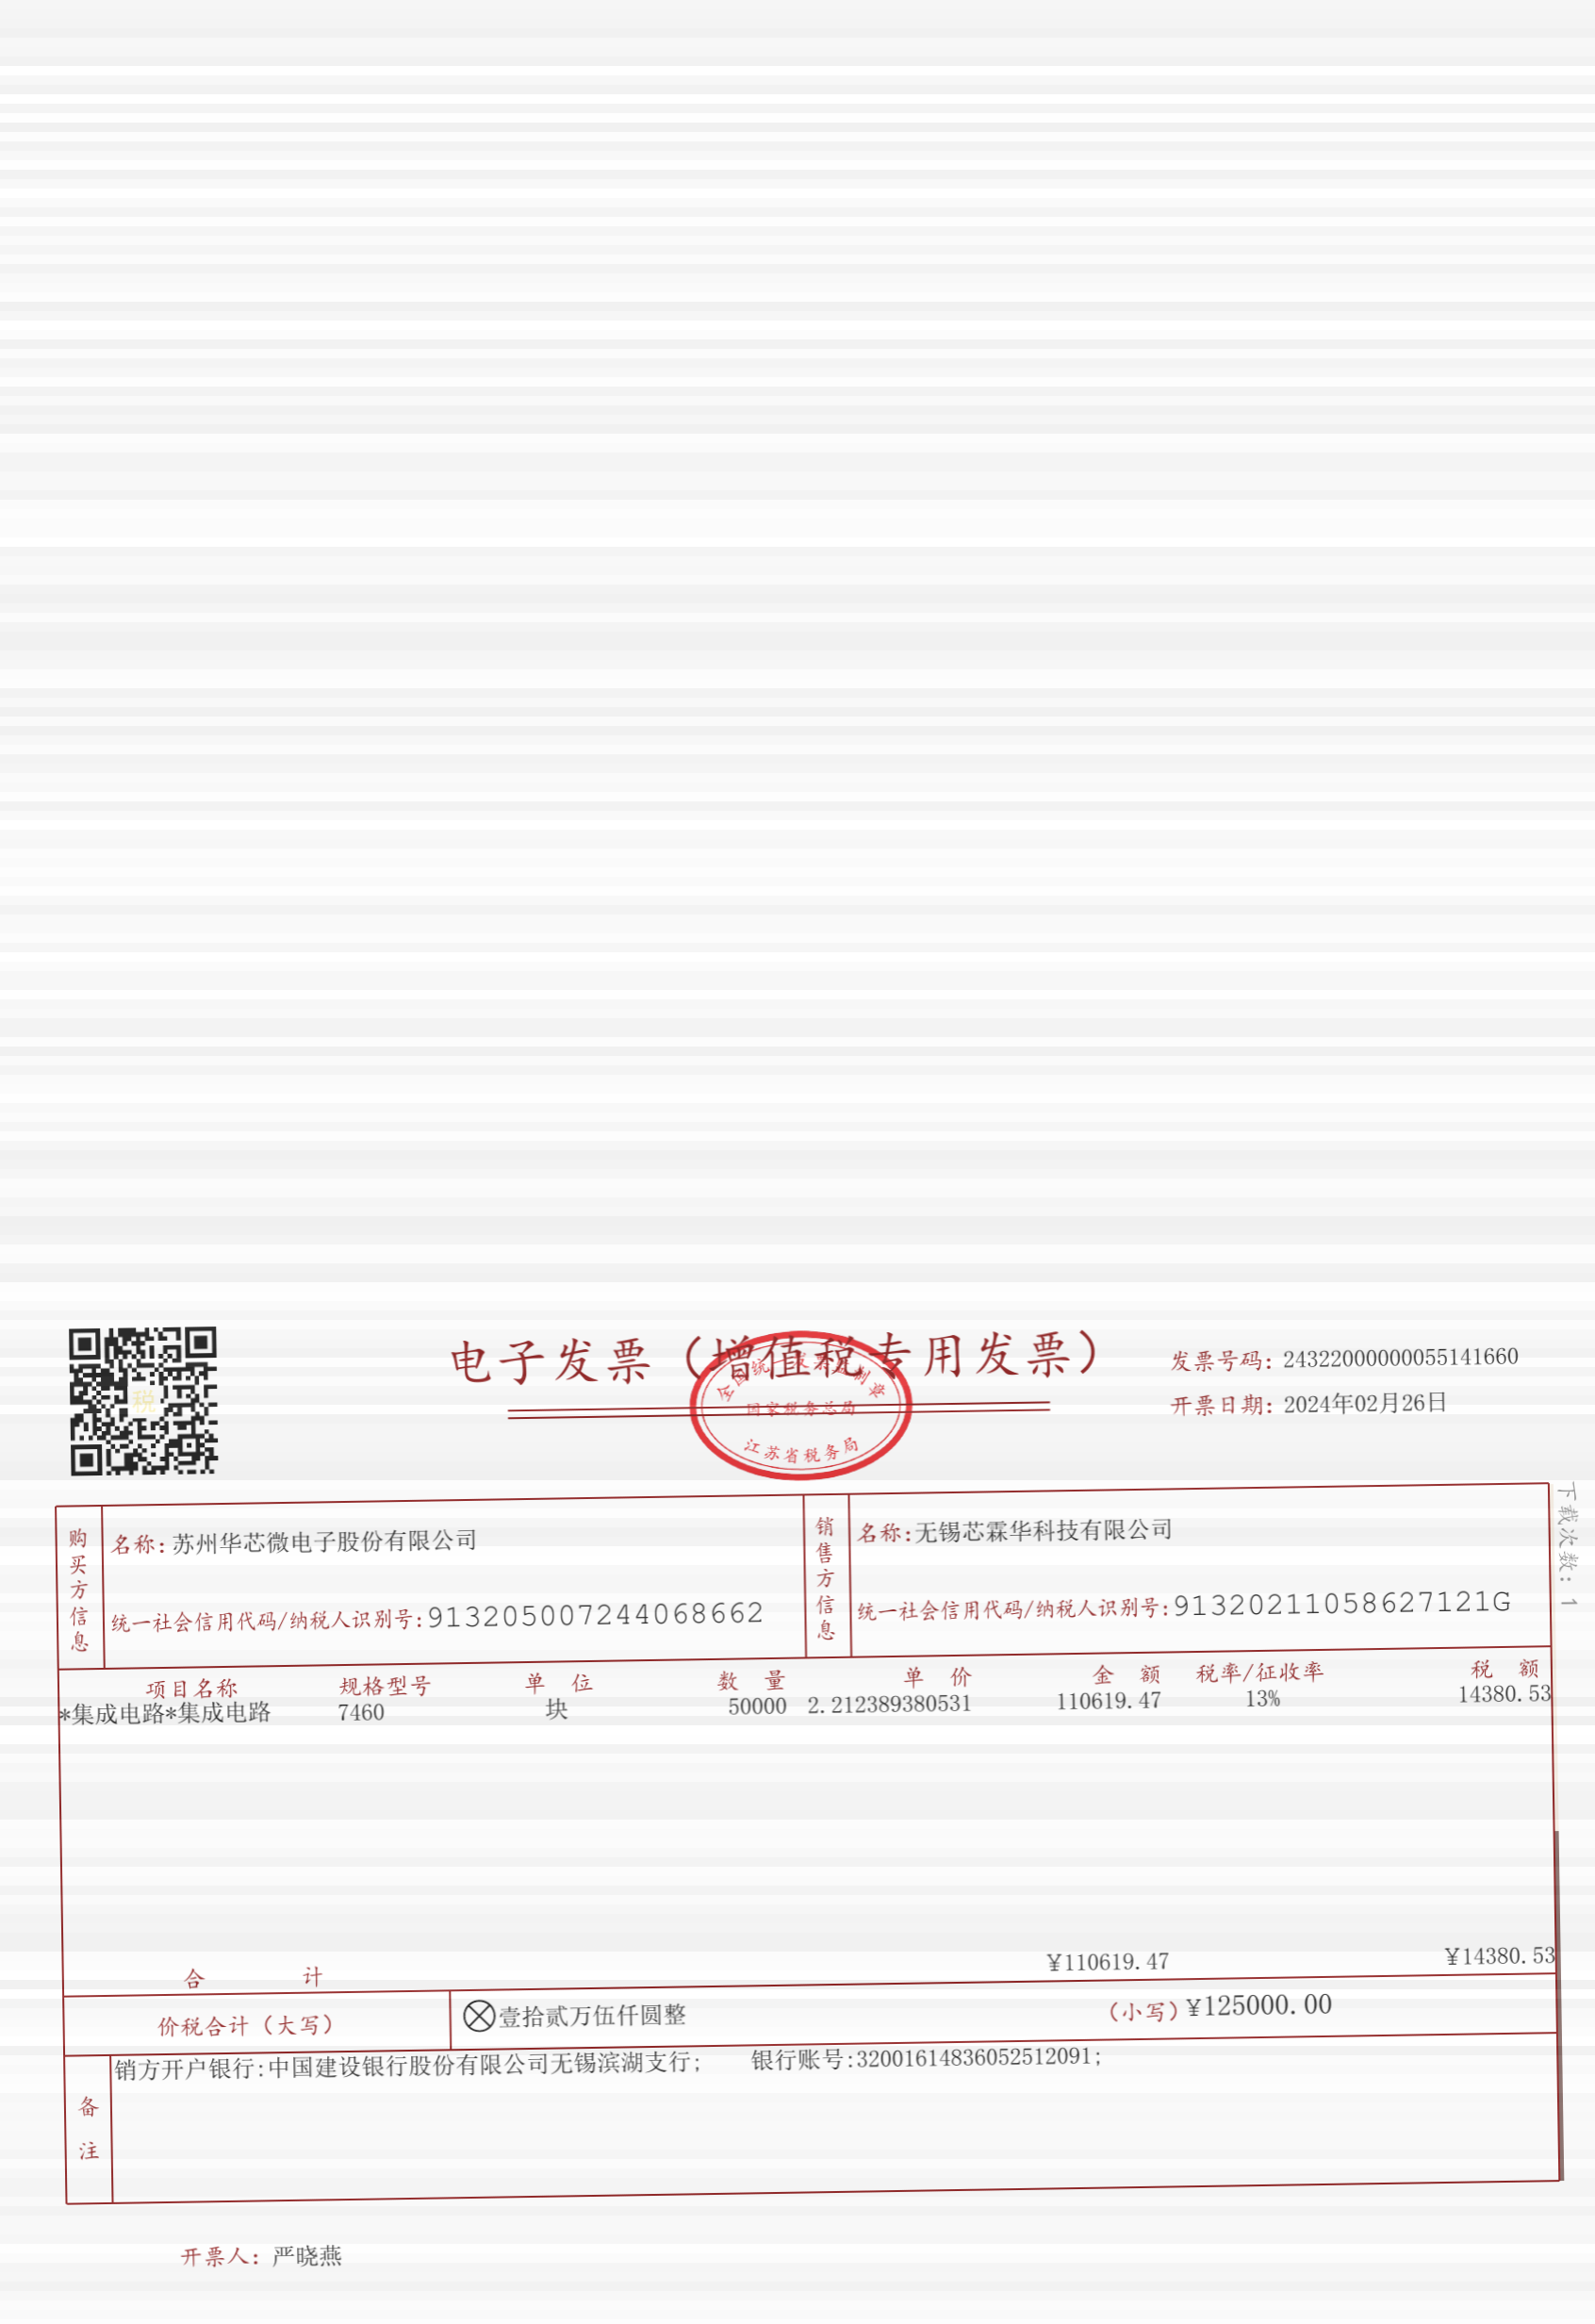 电子发票（增值税专用发票）
发票号码: 24322000000055141660
开票日期: 2024年02月26日
税
全国统一发票监制章
国家税务总局
江苏省税务局
下载次数: 1
购买方信息
名称: 苏州华芯微电子股份有限公司
统一社会信用代码/纳税人识别号: 913205007244068662
销售方信息
名称: 无锡芯霖华科技有限公司
统一社会信用代码/纳税人识别号: 91320211058627121G
项目名称 规格型号 单位 数量 单价 金额 税率/征收率 税额
*集成电路*集成电路 7460 块 50000 2.212389380531 110619.47 13% 14380.53
合计 ¥110619.47 ¥14380.53
价税合计（大写） 壹拾贰万伍仟圆整 （小写）¥125000.00
备注
销方开户银行:中国建设银行股份有限公司无锡滨湖支行; 银行账号:32001614836052512091;
开票人: 严晓燕